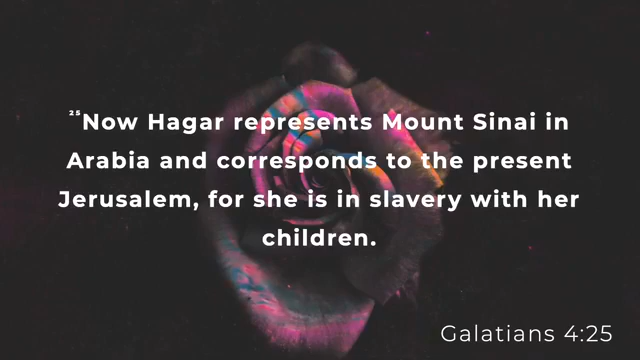 ²⁵Now Hagar represents Mount Sinai in
Arabia and corresponds to the present
Jerusalem, for she is in slavery with her
children.
Galatians 4:25